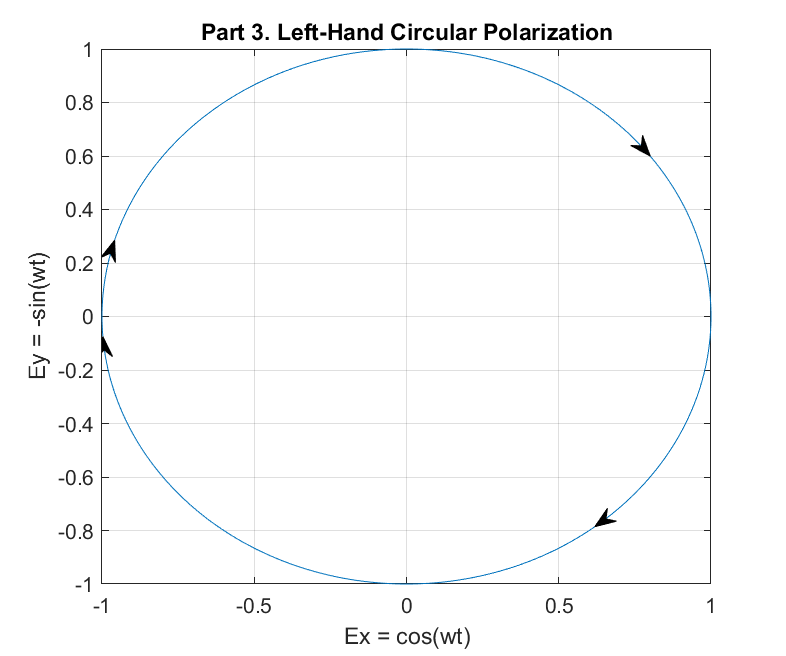 Part 3. Left-Hand Circular Polarization
1
0.8
0.6
0.4
0.2
0
-0.2
-0.4
-0.6
-0.8
-1
Ey = -sin(wt)
-1 -0.5 0 0.5 1
Ex = cos(wt)